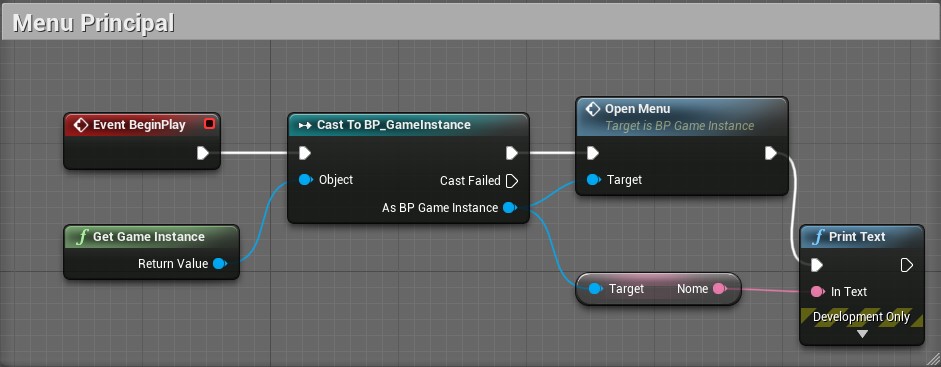 Menu Principal
Event BeginPlay
Cast To BP_GameInstance
Object
Cast Failed
As BP Game Instance
Get Game Instance
Return Value
Open Menu
Target is BP Game Instance
Target
Target Nome
Print Text
In Text
Development Only